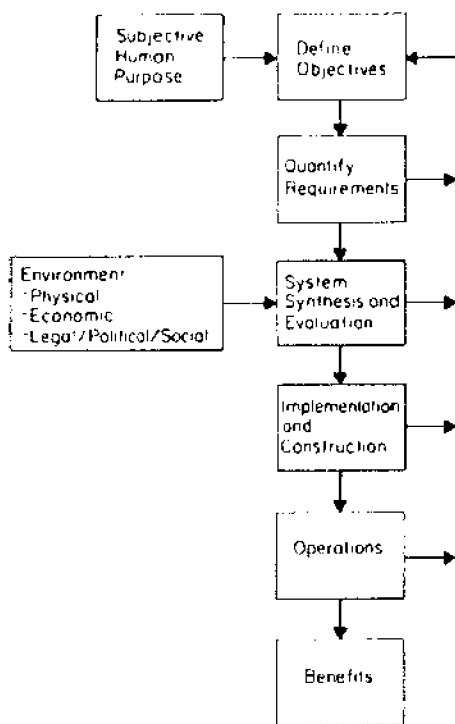 Subjective
Human
Purpose
Define
Objectives
Quantify
Requirements
Environment
-Physical
-Economic
-Legal/Political/Social
System
Synthesis and
Evaluation
Implementation
and
Construction
Operations
Benefits